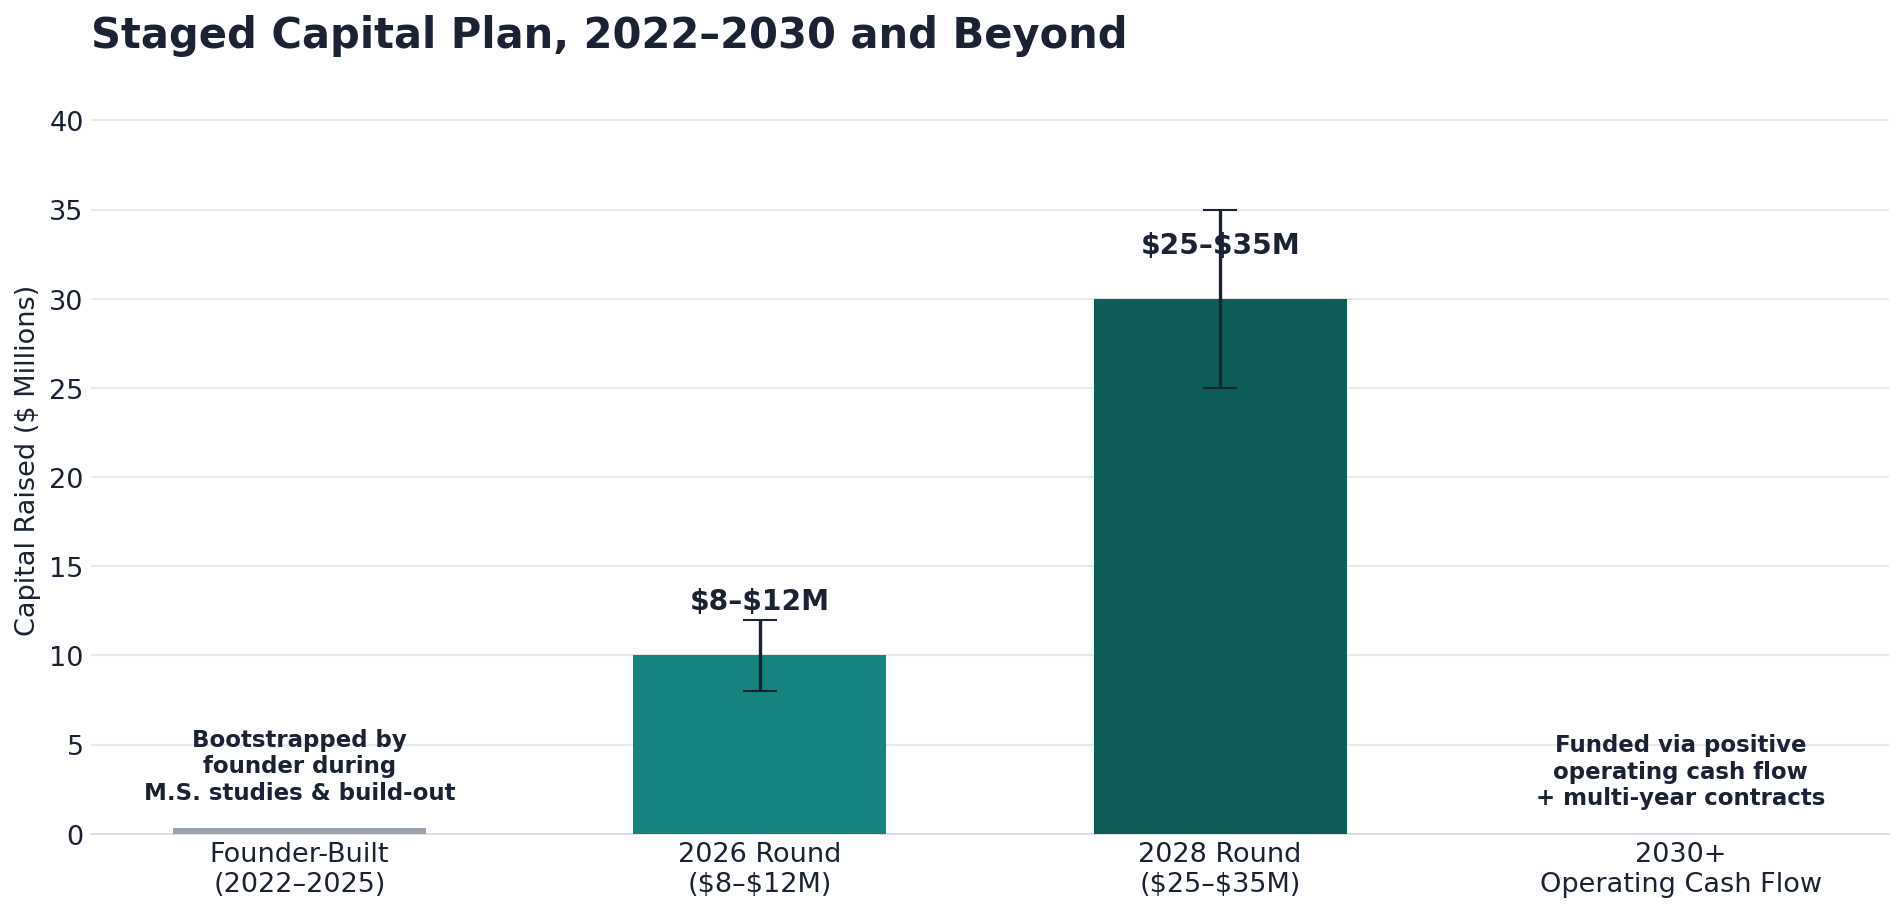 Staged Capital Plan, 2022–2030 and Beyond
Capital Raised ($ Millions)
40
35
30
25
20
15
10
5
0
Bootstrapped by
founder during
M.S. studies & build-out
$8–$12M
$25–$35M
Funded via positive
operating cash flow
+ multi-year contracts
Founder-Built
(2022–2025)
2026 Round
($8–$12M)
2028 Round
($25–$35M)
2030+
Operating Cash Flow